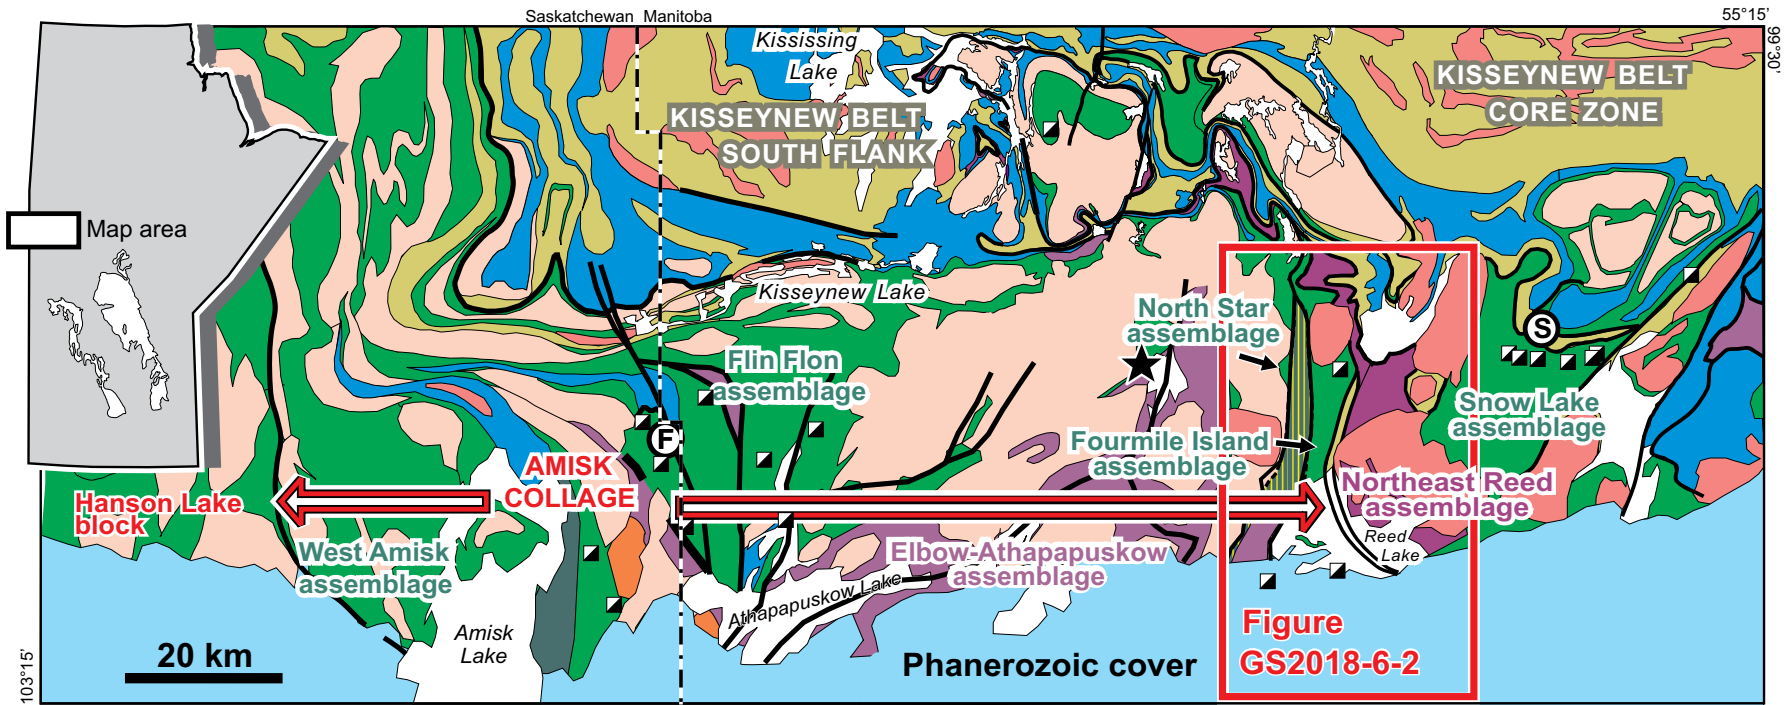 Saskatchewan Manitoba
55°15'
99°30'
Kississing
Lake
KISSEYNEW BELT
SOUTH FLANK
KISSEYNEW BELT
CORE ZONE
Map area
Kisseynew Lake
North Star
assemblage
S
Flin Flon
assemblage
Snow Lake
assemblage
F
Fourmile Island
assemblage
AMISK
COLLAGE
Hanson Lake
block
Northeast Reed
assemblage
West Amisk
assemblage
Elbow-Athapapuskow
assemblage
Reed
Lake
Athapapuskow Lake
Amisk
Lake
Figure
GS2018-6-2
20 km
Phanerozoic cover
103°15'